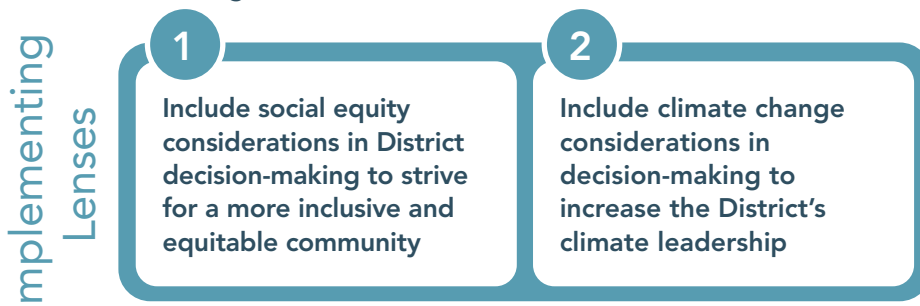 mplementing
Lenses
1
Include social equity
considerations in District
decision-making to strive
for a more inclusive and
equitable community
2
Include climate change
considerations in
decision-making to
increase the District's
climate leadership